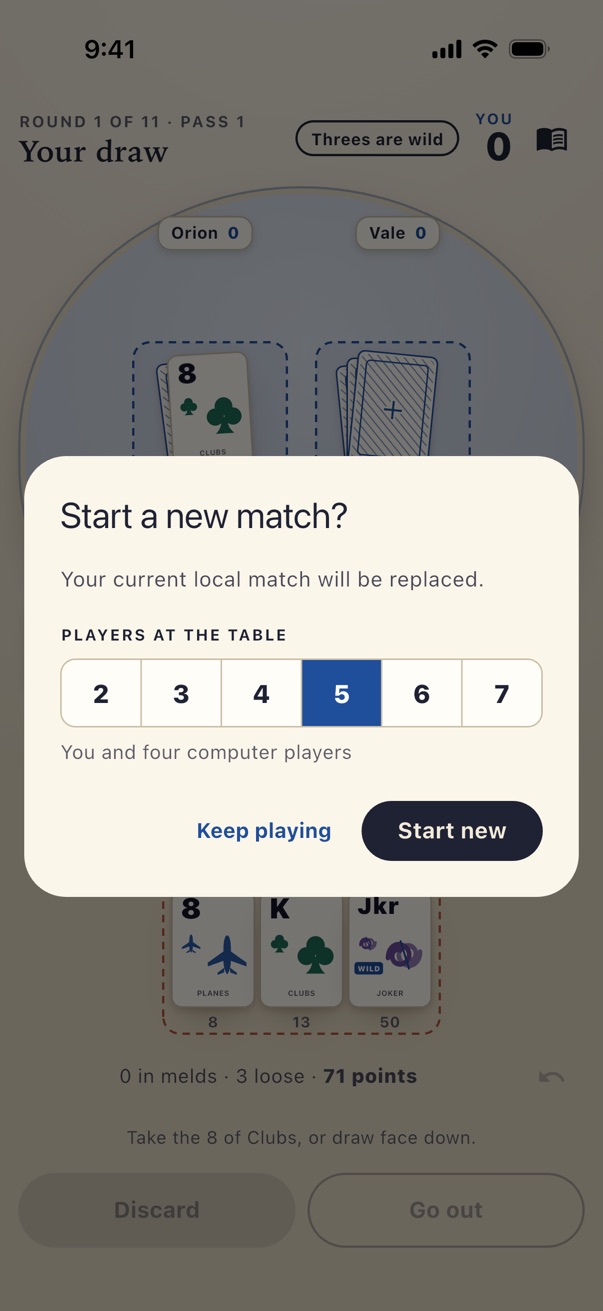 9:41
ROUND 1 OF 11 · PASS 1
Your draw
Threes are wild
YOU
0
Orion 0
Vale 0
8
CLUBS
Start a new match?
Your current local match will be replaced.
PLAYERS AT THE TABLE
2 3 4 5 6 7
You and four computer players
Keep playing
Start new
8 K Jkr
WILD
PLANES CLUBS JOKER
8 13 50
0 in melds · 3 loose · 71 points
Take the 8 of Clubs, or draw face down.
Discard
Go out